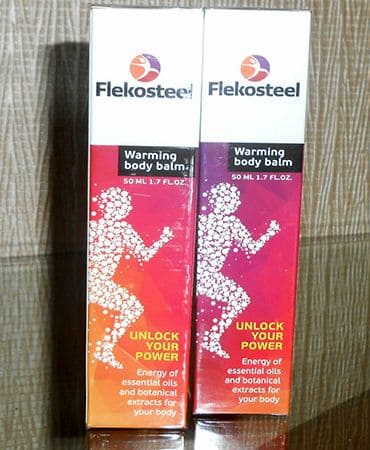 Flekosteel
Warming
body balm
50 ML 1.7 FL.OZ.
UNLOCK
YOUR
POWER
Energy of
essential oils
and botanical
extracts for
your body
Flekosteel
Warming
body balm
50 ML 1.7 FL.OZ.
UNLOCK
YOUR
POWER
Energy of
essential oils
and botanical
extracts for
your body